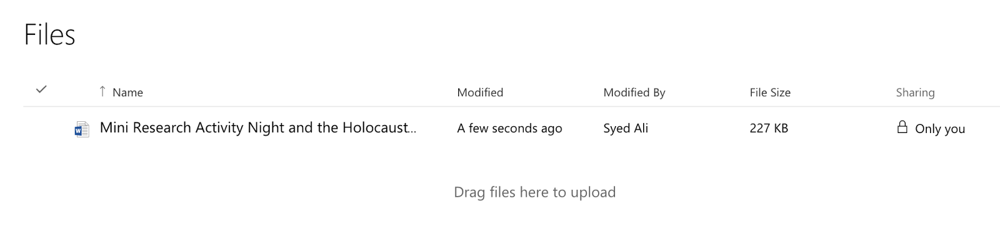 Files
Name Modified Modified By File Size Sharing
Mini Research Activity Night and the Holocaust... A few seconds ago Syed Ali 227 KB Only you
Drag files here to upload